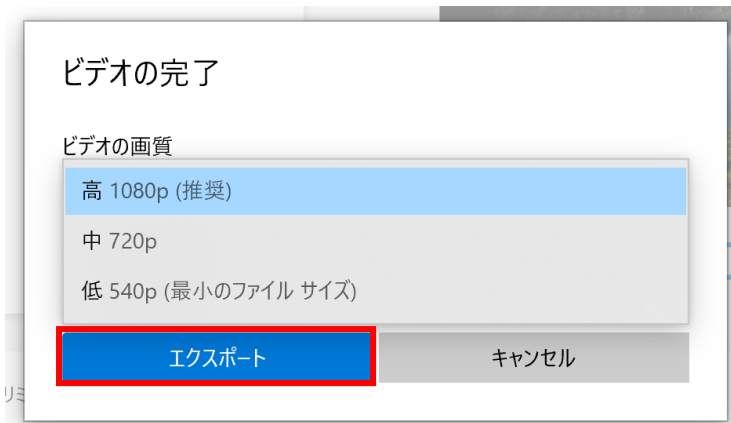 ビデオの完了
ビデオの画質
高 1080p (推奨)
中 720p
低 540p (最小のファイル サイズ)
エクスポート
キャンセル
リミ